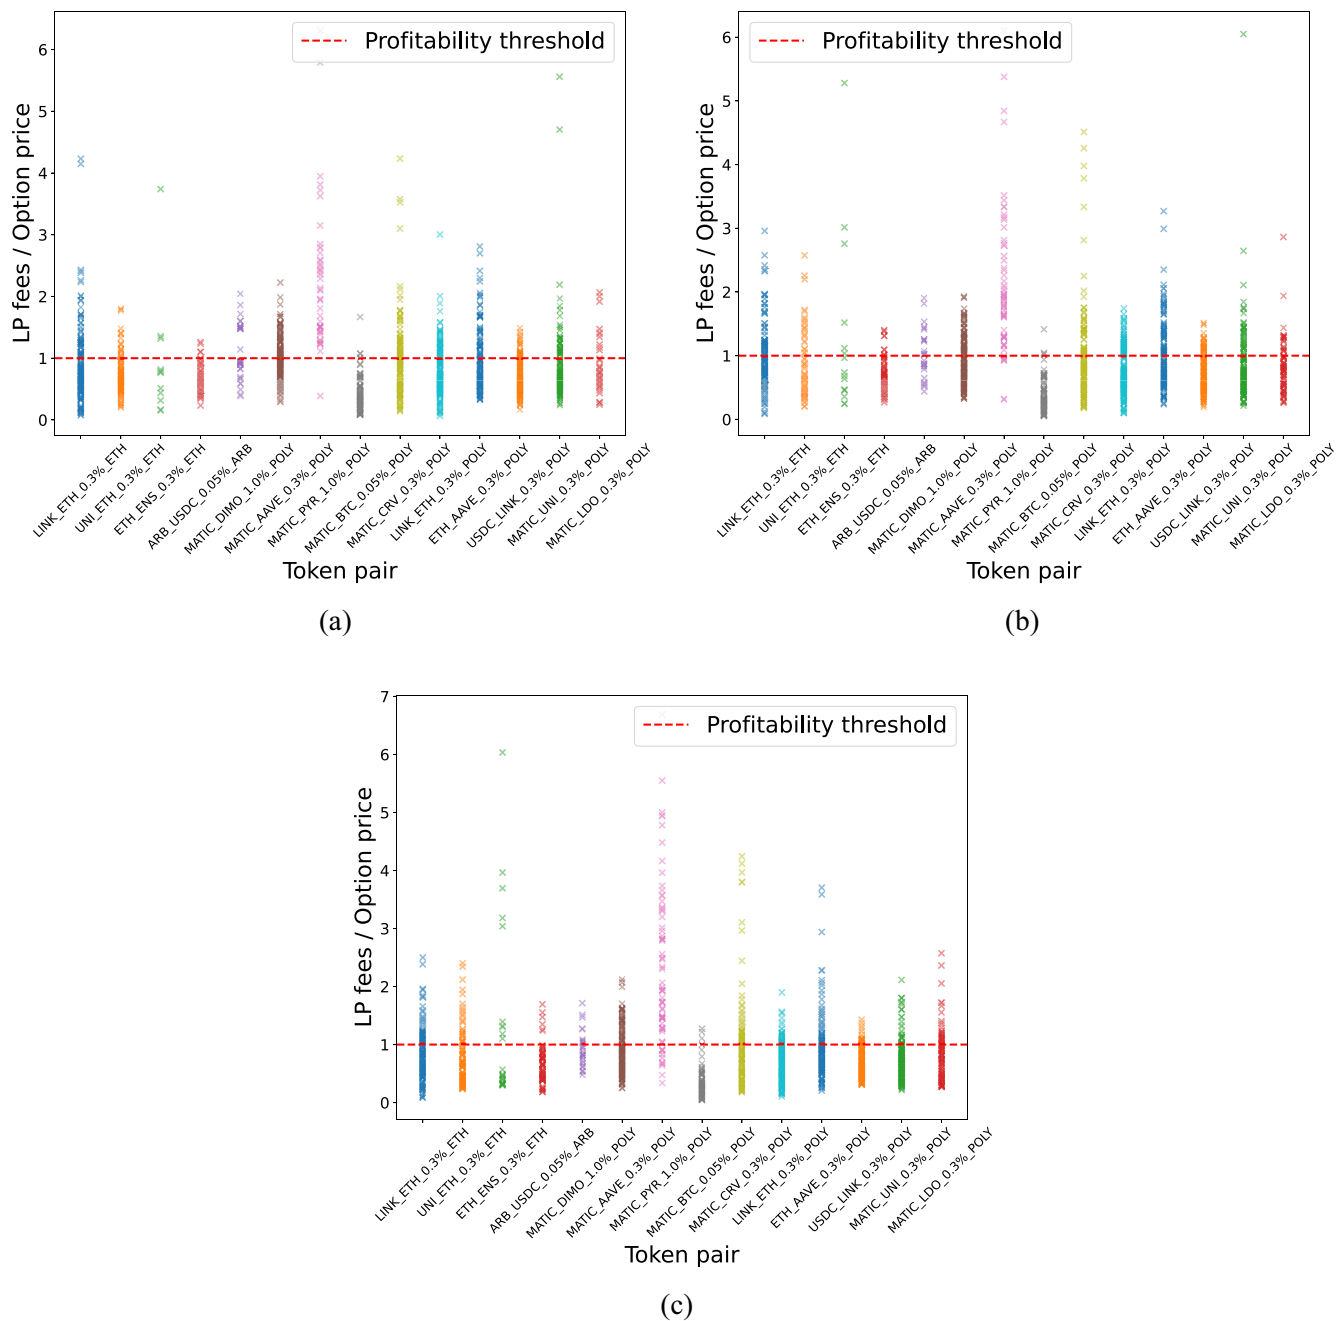 Profitability threshold
LP fees / Option price
6
5
4
3
2
1
0
LINK_ETH_0.3%_ETH
UNI_ETH_0.3%_ETH
ETH_ENS_0.3%_ETH
ARB_USDC_0.05%_ARB
MATIC_DIMO_1.0%_POLY
MATIC_AAVE_0.3%_POLY
MATIC_PYR_1.0%_POLY
MATIC_BTC_0.05%_POLY
MATIC_CRV_0.3%_POLY
LINK_ETH_0.3%_POLY
ETH_AAVE_0.3%_POLY
USDC_LINK_0.3%_POLY
MATIC_UNI_0.3%_POLY
MATIC_LDO_0.3%_POLY
Token pair
(a)
Profitability threshold
LP fees / Option price
6
5
4
3
2
1
0
LINK_ETH_0.3%_ETH
UNI_ETH_0.3%_ETH
ETH_ENS_0.3%_ETH
ARB_USDC_0.05%_ARB
MATIC_DIMO_1.0%_POLY
MATIC_AAVE_0.3%_POLY
MATIC_PYR_1.0%_POLY
MATIC_BTC_0.05%_POLY
MATIC_CRV_0.3%_POLY
LINK_ETH_0.3%_POLY
ETH_AAVE_0.3%_POLY
USDC_LINK_0.3%_POLY
MATIC_UNI_0.3%_POLY
MATIC_LDO_0.3%_POLY
Token pair
(b)
Profitability threshold
LP fees / Option price
7
6
5
4
3
2
1
0
LINK_ETH_0.3%_ETH
UNI_ETH_0.3%_ETH
ETH_ENS_0.3%_ETH
ARB_USDC_0.05%_ARB
MATIC_DIMO_1.0%_POLY
MATIC_AAVE_0.3%_POLY
MATIC_PYR_1.0%_POLY
MATIC_BTC_0.05%_POLY
MATIC_CRV_0.3%_POLY
LINK_ETH_0.3%_POLY
ETH_AAVE_0.3%_POLY
USDC_LINK_0.3%_POLY
MATIC_UNI_0.3%_POLY
MATIC_LDO_0.3%_POLY
Token pair
(c)